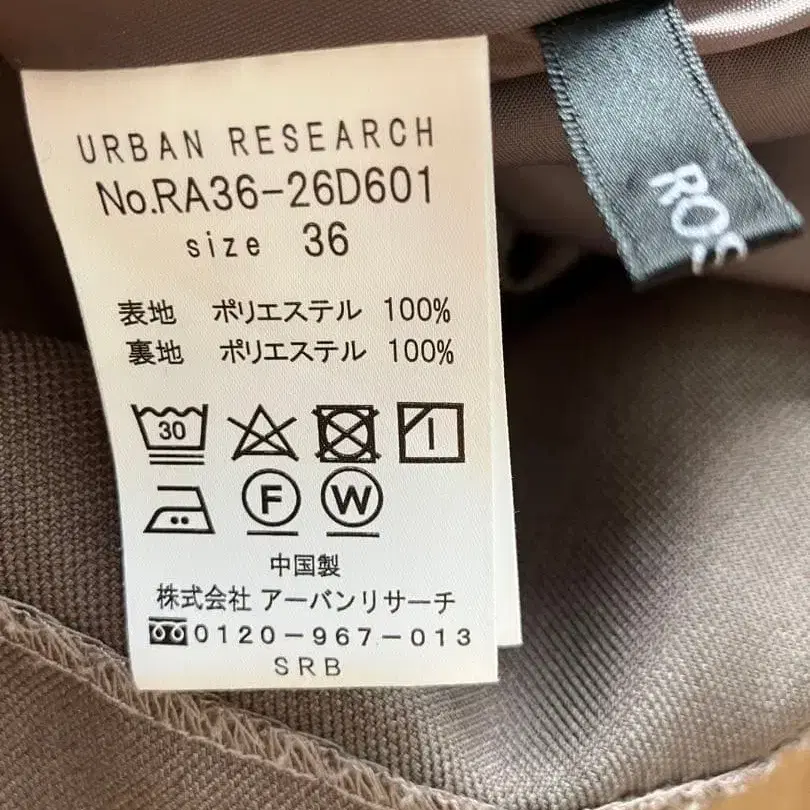 URBAN RESEARCH
No.RA36-26D601
size 36
表地 ポリエステル 100%
裏地 ポリエステル 100%
30
F W
中国製
株式会社 アーバンリサーチ
0120-967-013
SRB
ROS